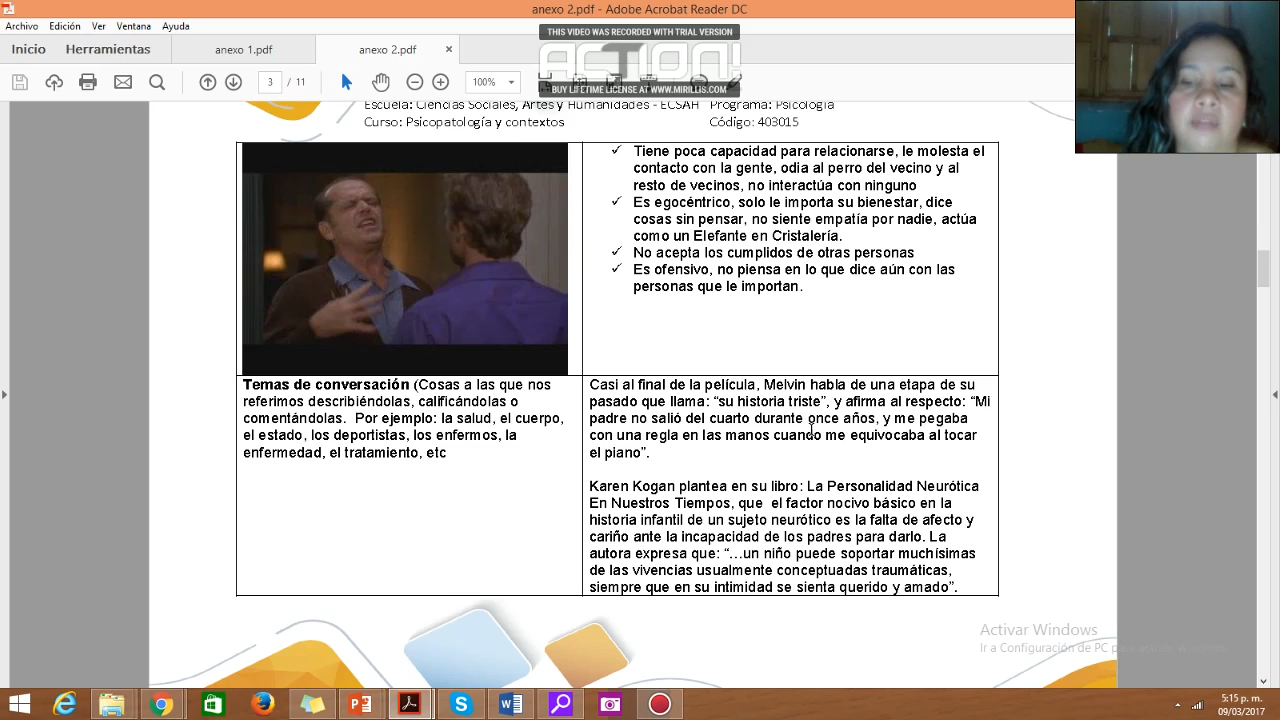 anexo 2.pdf - Adobe Acrobat Reader DC
Archivo Edición Ver Ventana Ayuda
THIS VIDEO WAS RECORDED WITH TRIAL VERSION
ACTION!
BUY LIFETIME LICENSE AT WWW.MIRILLIS.COM
Inicio Herramientas anexo 1.pdf anexo 2.pdf ×
3 / 11 100%
Escuela: Ciencias Sociales, Artes y Humanidades - ECSAH Programa: Psicología
Curso: Psicopatología y contextos Código: 403015
✓ Tiene poca capacidad para relacionarse, le molesta el
contacto con la gente, odia al perro del vecino y al
resto de vecinos, no interactúa con ninguno
✓ Es egocéntrico, solo le importa su bienestar, dice
cosas sin pensar, no siente empatía por nadie, actúa
como un Elefante en Cristalería.
✓ No acepta los cumplidos de otras personas
✓ Es ofensivo, no piensa en lo que dice aún con las
personas que le importan.
Temas de conversación (Cosas a las que nos
referimos describiéndolas, calificándolas o
comentándolas. Por ejemplo: la salud, el cuerpo,
el estado, los deportistas, los enfermos, la
enfermedad, el tratamiento, etc
Casi al final de la película, Melvin habla de una etapa de su
pasado que llama: “su historia triste”, y afirma al respecto: “Mi
padre no salió del cuarto durante once años, y me pegaba
con una regla en las manos cuando me equivocaba al tocar
el piano”.
Karen Kogan plantea en su libro: La Personalidad Neurótica
En Nuestros Tiempos, que el factor nocivo básico en la
historia infantil de un sujeto neurótico es la falta de afecto y
cariño ante la incapacidad de los padres para darlo. La
autora expresa que: “…un niño puede soportar muchísimas
de las vivencias usualmente conceptuadas traumáticas,
siempre que en su intimidad se sienta querido y amado”.
Activar Windows
Ir a Configuración de PC para activar Windows.
5:15 p. m.
09/03/2017